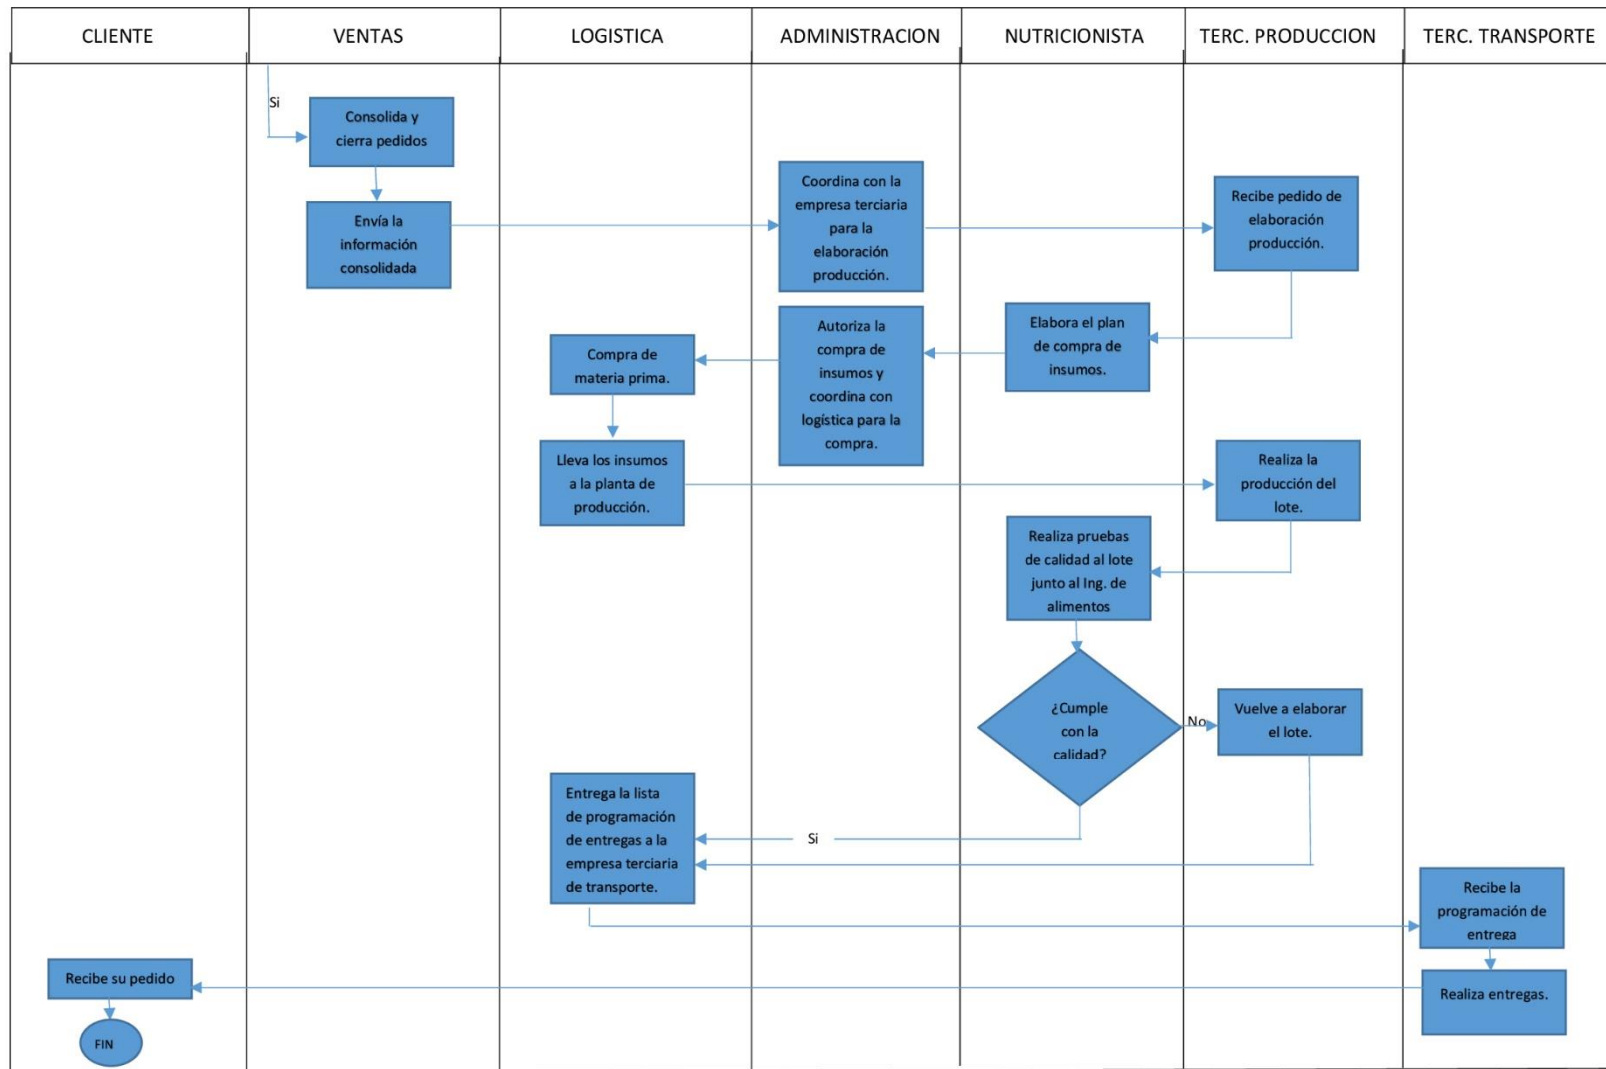 CLIENTE
VENTAS
LOGISTICA
ADMINISTRACION
NUTRICIONISTA
TERC. PRODUCCION
TERC. TRANSPORTE
Si
Consolida y
cierra pedidos
Envía la
información
consolidada
Coordina con la
empresa terciaria
para la
elaboración
producción.
Recibe pedido de
elaboración
producción.
Elabora el plan
de compra de
insumos.
Autoriza la
compra de
insumos y
coordina con
logística para la
compra.
Compra de
materia prima.
Lleva los insumos
a la planta de
producción.
Realiza la
producción del
lote.
Realiza pruebas
de calidad al lote
junto al Ing. de
alimentos
¿Cumple
con la
calidad?
No
Vuelve a elaborar
el lote.
Si
Entrega la lista
de programación
de entregas a la
empresa terciaria
de transporte.
Recibe la
programación de
entrega
Realiza entregas.
Recibe su pedido
FIN